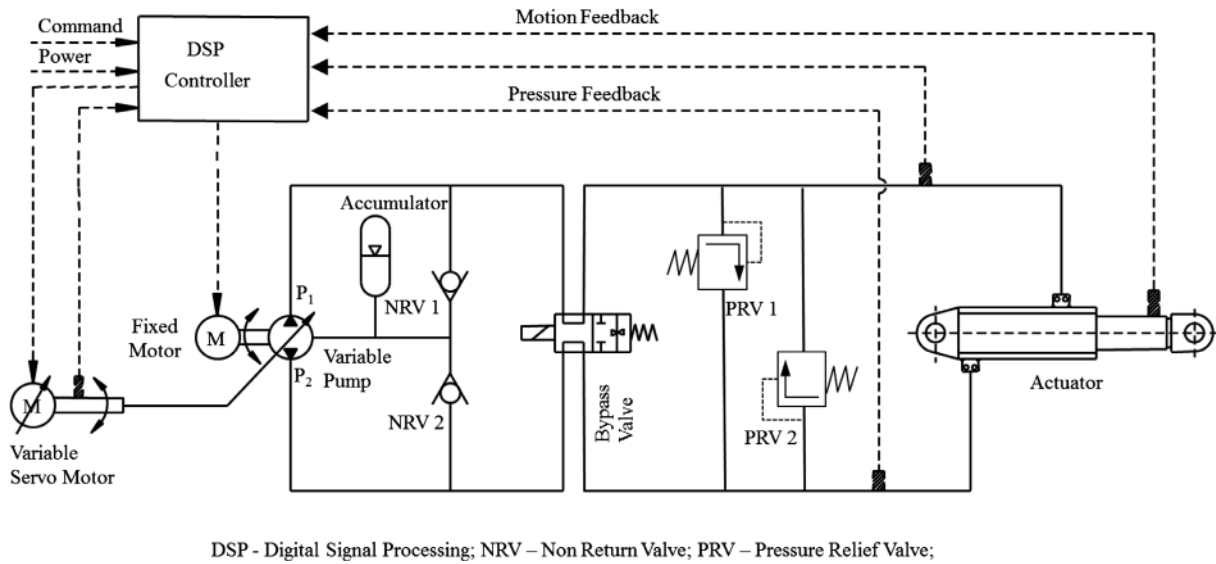 Command
Power
DSP
Controller
Motion Feedback
Pressure Feedback
Accumulator
P1
NRV 1
PRV 1
Fixed
Motor
M
Variable
Pump
P2
M
NRV 2
Bypass
Valve
PRV 2
Actuator
Variable
Servo Motor
DSP - Digital Signal Processing; NRV – Non Return Valve; PRV – Pressure Relief Valve;